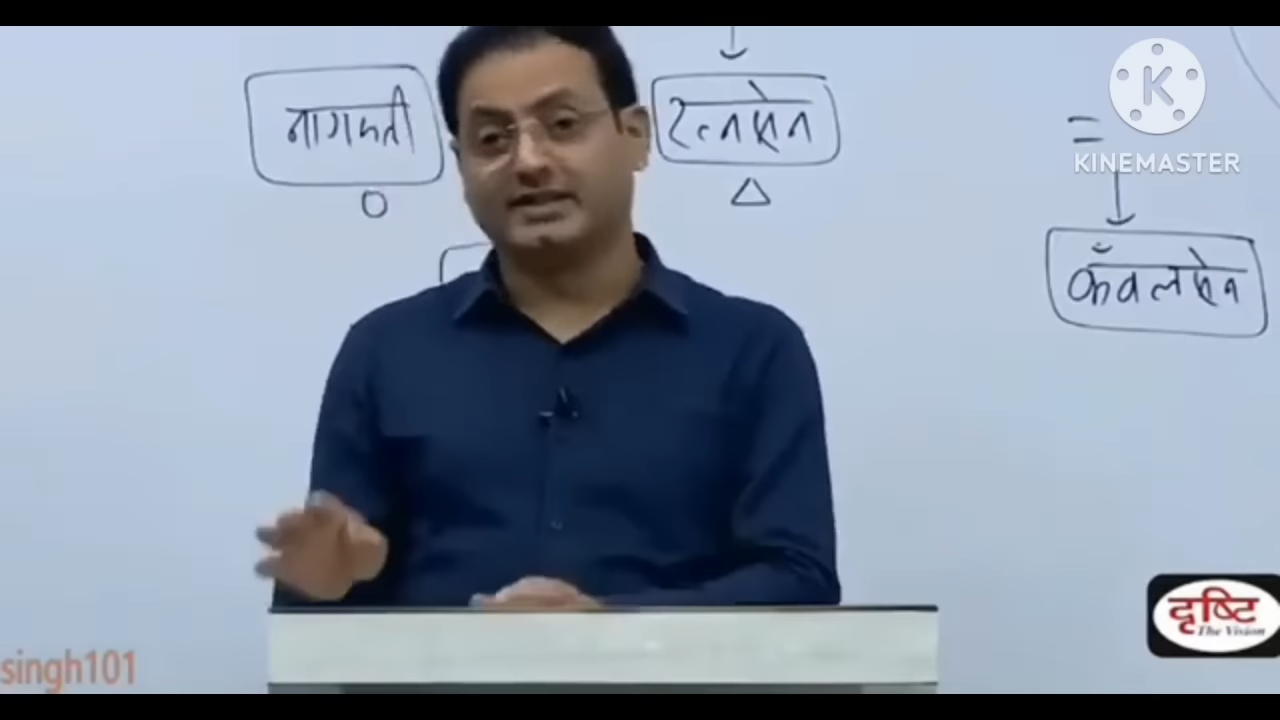 नागमती
रत्नसेन
KINEMASTER
=
कँवलसेन
दृष्टि
The Vision
singh101